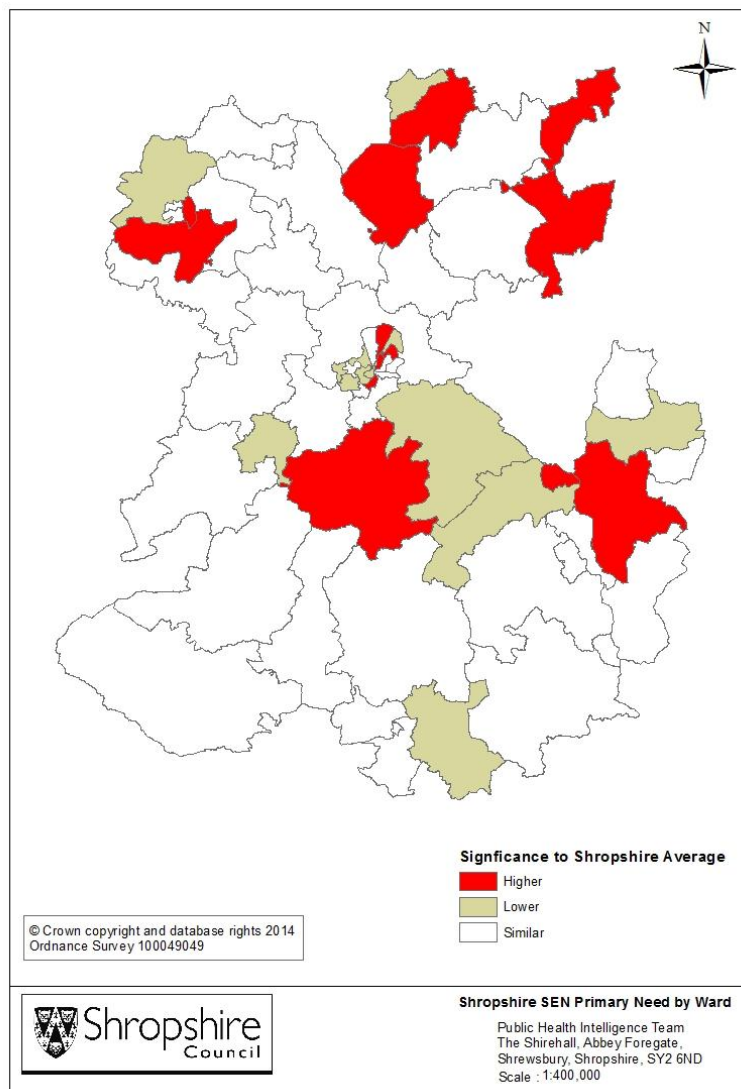 N
Signficance to Shropshire Average
Higher
Lower
Similar
© Crown copyright and database rights 2014
Ordnance Survey 100049049
Shropshire
Council
Shropshire SEN Primary Need by Ward
Public Health Intelligence Team
The Shirehall, Abbey Foregate,
Shrewsbury, Shropshire, SY2 6ND
Scale : 1:400,000